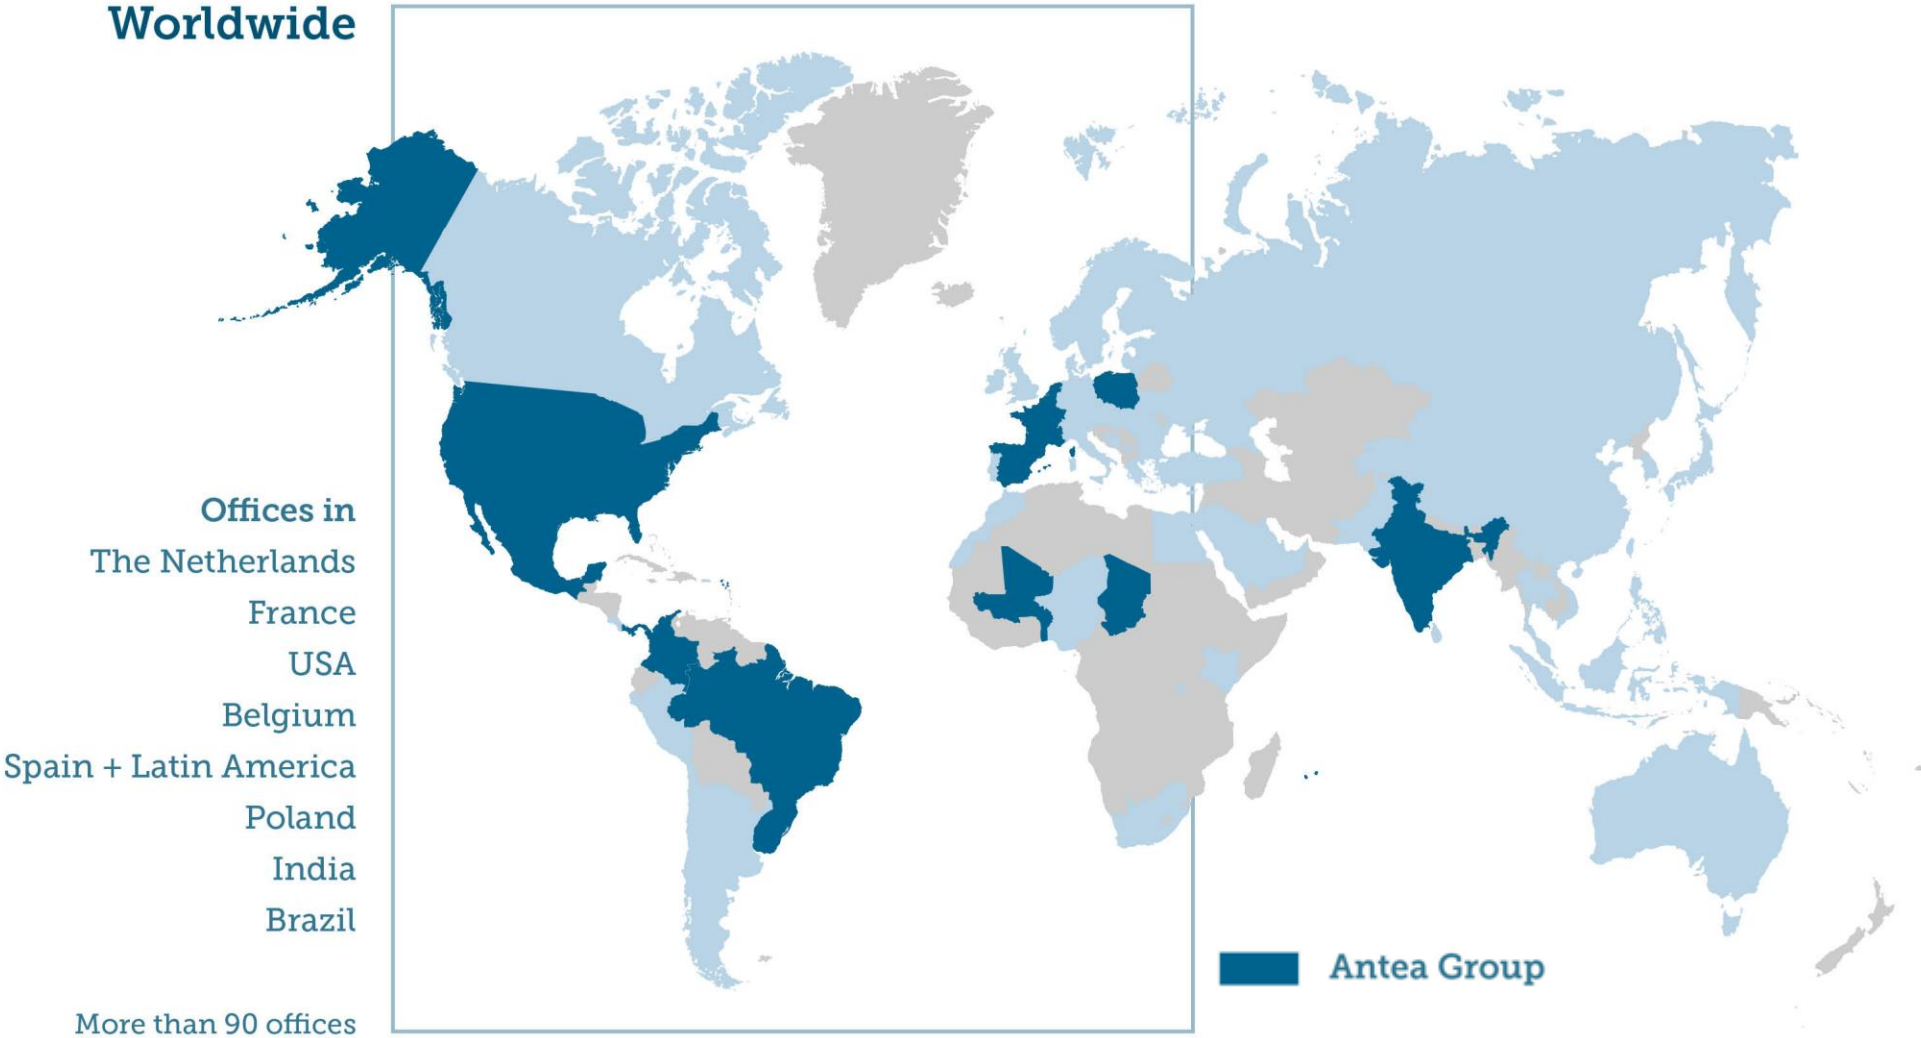 Worldwide
Offices in
The Netherlands
France
USA
Belgium
Spain + Latin America
Poland
India
Brazil
More than 90 offices
Antea Group